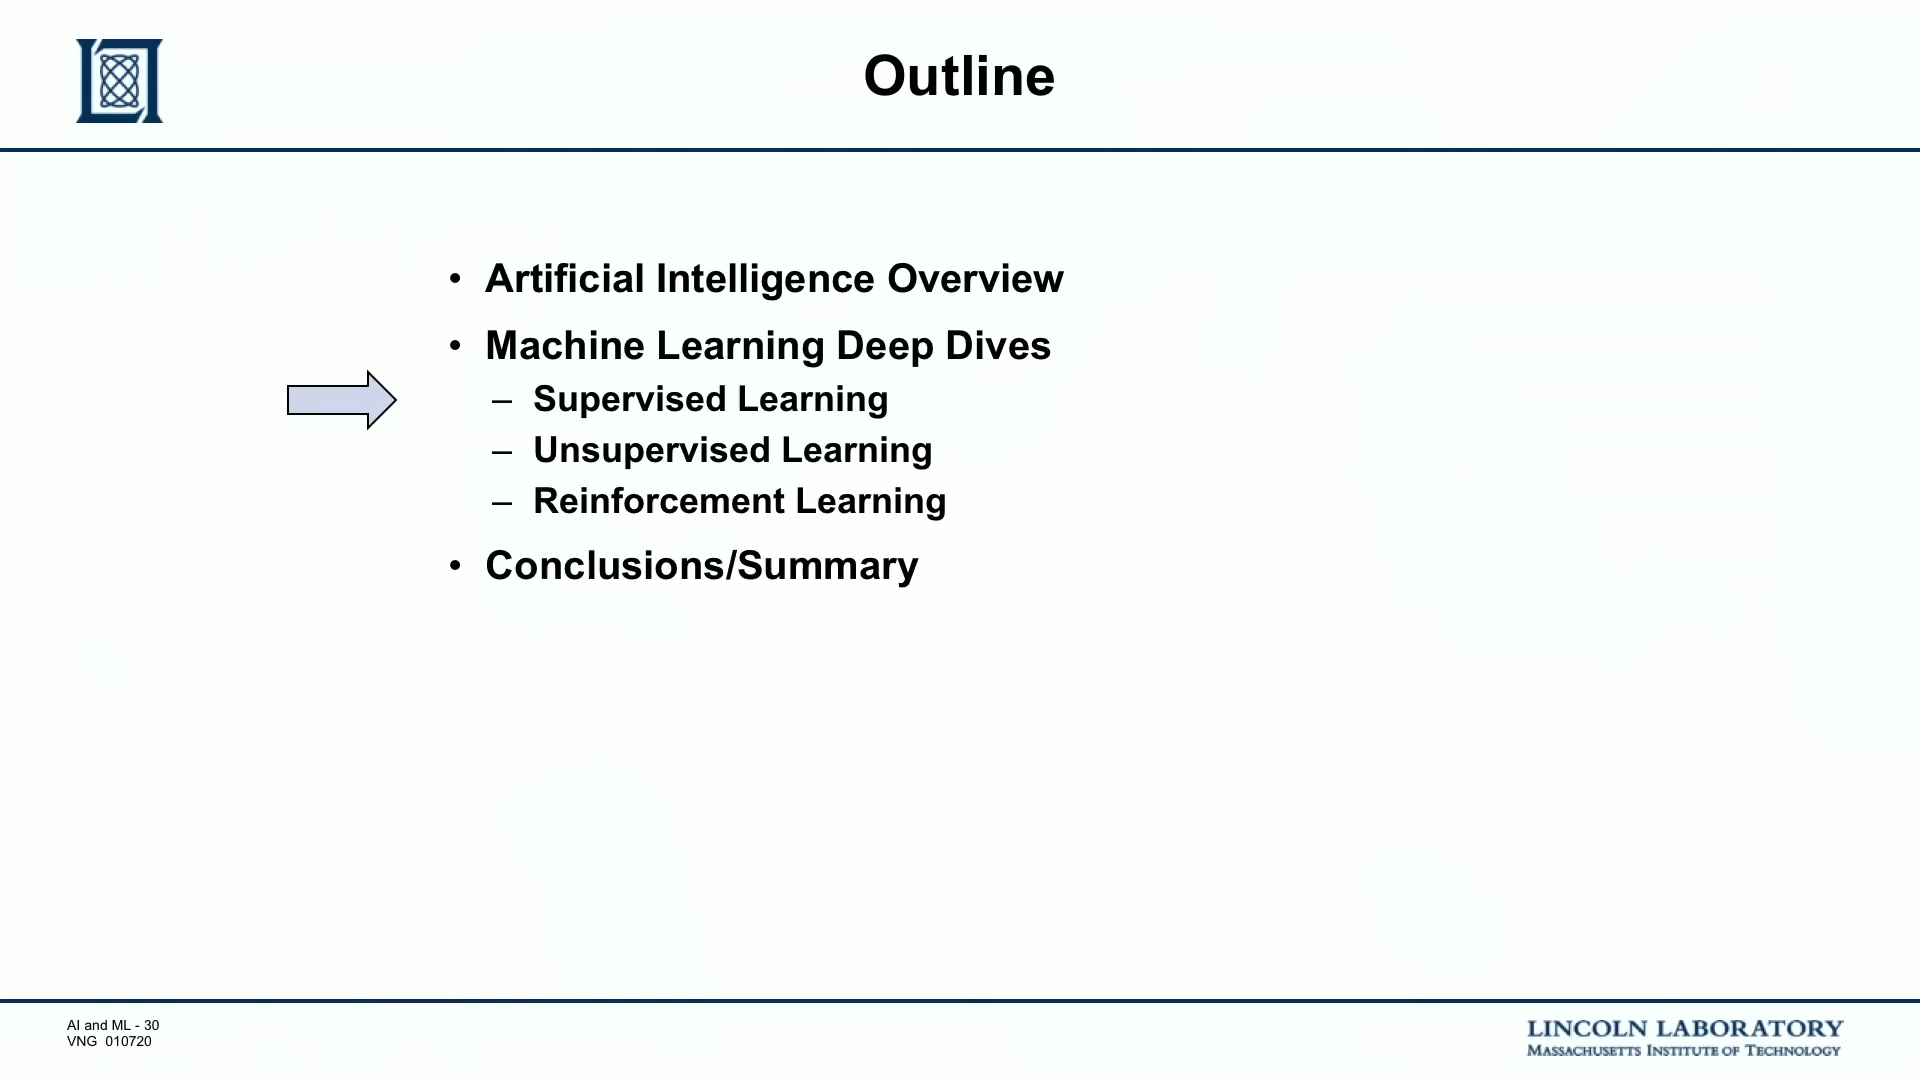 Outline
• Artificial Intelligence Overview
• Machine Learning Deep Dives
– Supervised Learning
– Unsupervised Learning
– Reinforcement Learning
• Conclusions/Summary
AI and ML - 30
VNG 010720
LINCOLN LABORATORY
MASSACHUSETTS INSTITUTE OF TECHNOLOGY